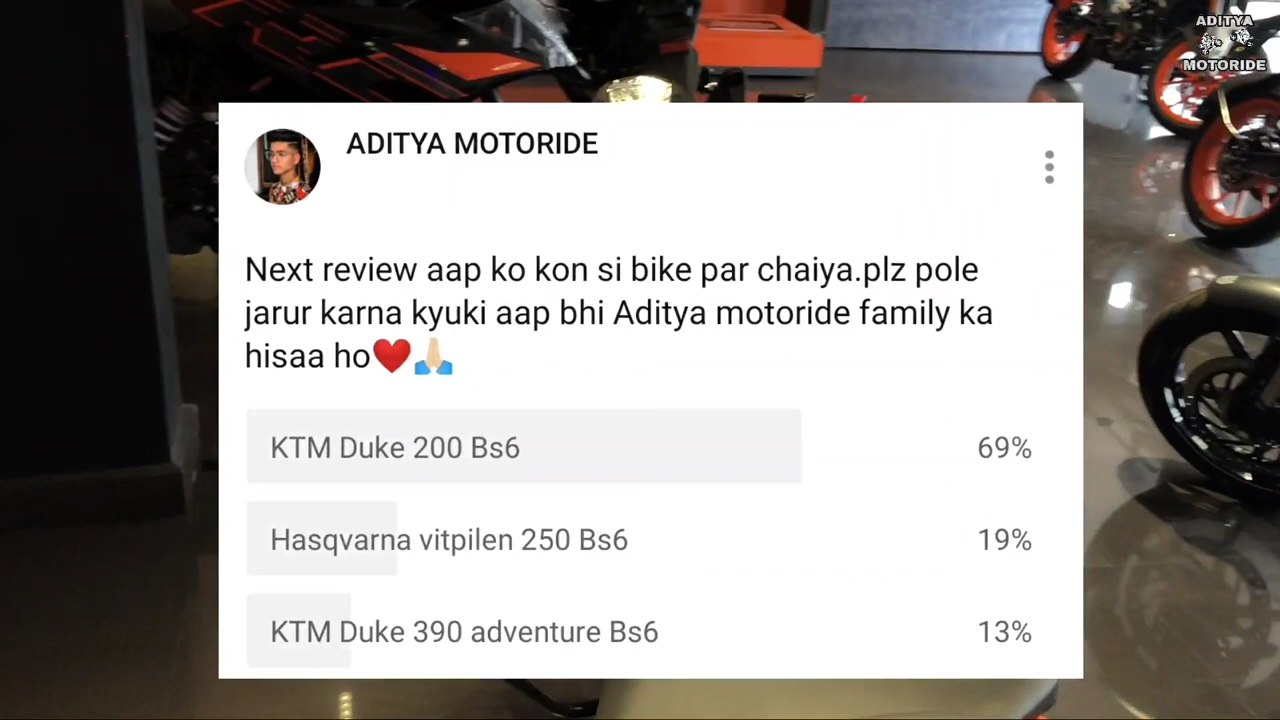 ADITYA
MOTORIDE
ADITYA MOTORIDE
Next review aap ko kon si bike par chaiya.plz pole
jarur karna kyuki aap bhi Aditya motoride family ka
hisaa ho❤️🙏🏼
KTM Duke 200 Bs6 69%
Hasqvarna vitpilen 250 Bs6 19%
KTM Duke 390 adventure Bs6 13%